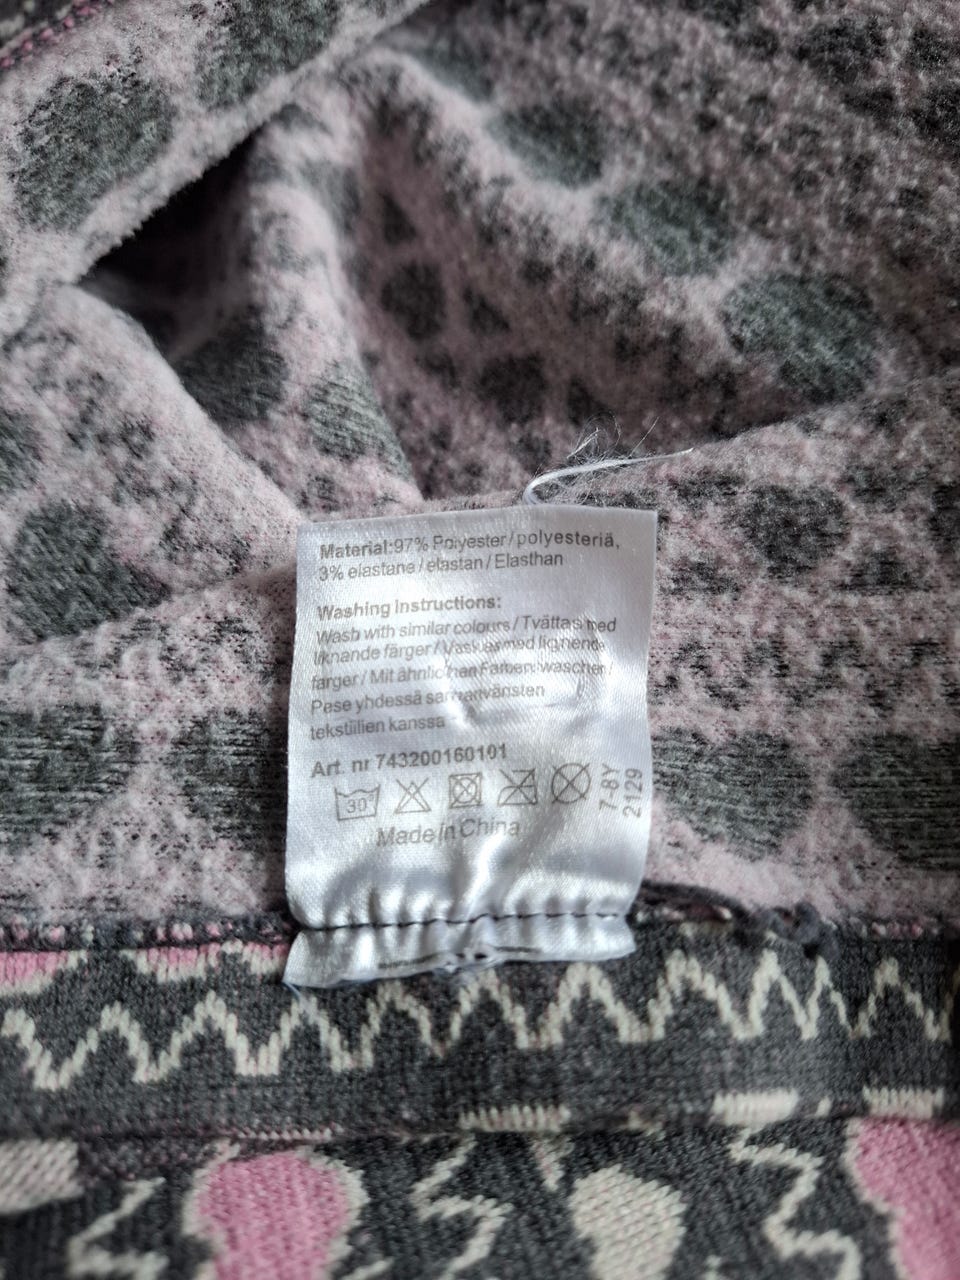 Material:97% Polyester/polyesteriä,
3% elastane/elastan/Elasthan
Washing Instructions:
Wash with similar colours/Tvättas med
liknande färger/Vaskes med lignende
farger/Mit ähnlichen Farben waschen/
Pese yhdessä samanvärısten
tekstiilien kanssa
Art. nr 743200160101
30°
Made in China
7-8Y
2129